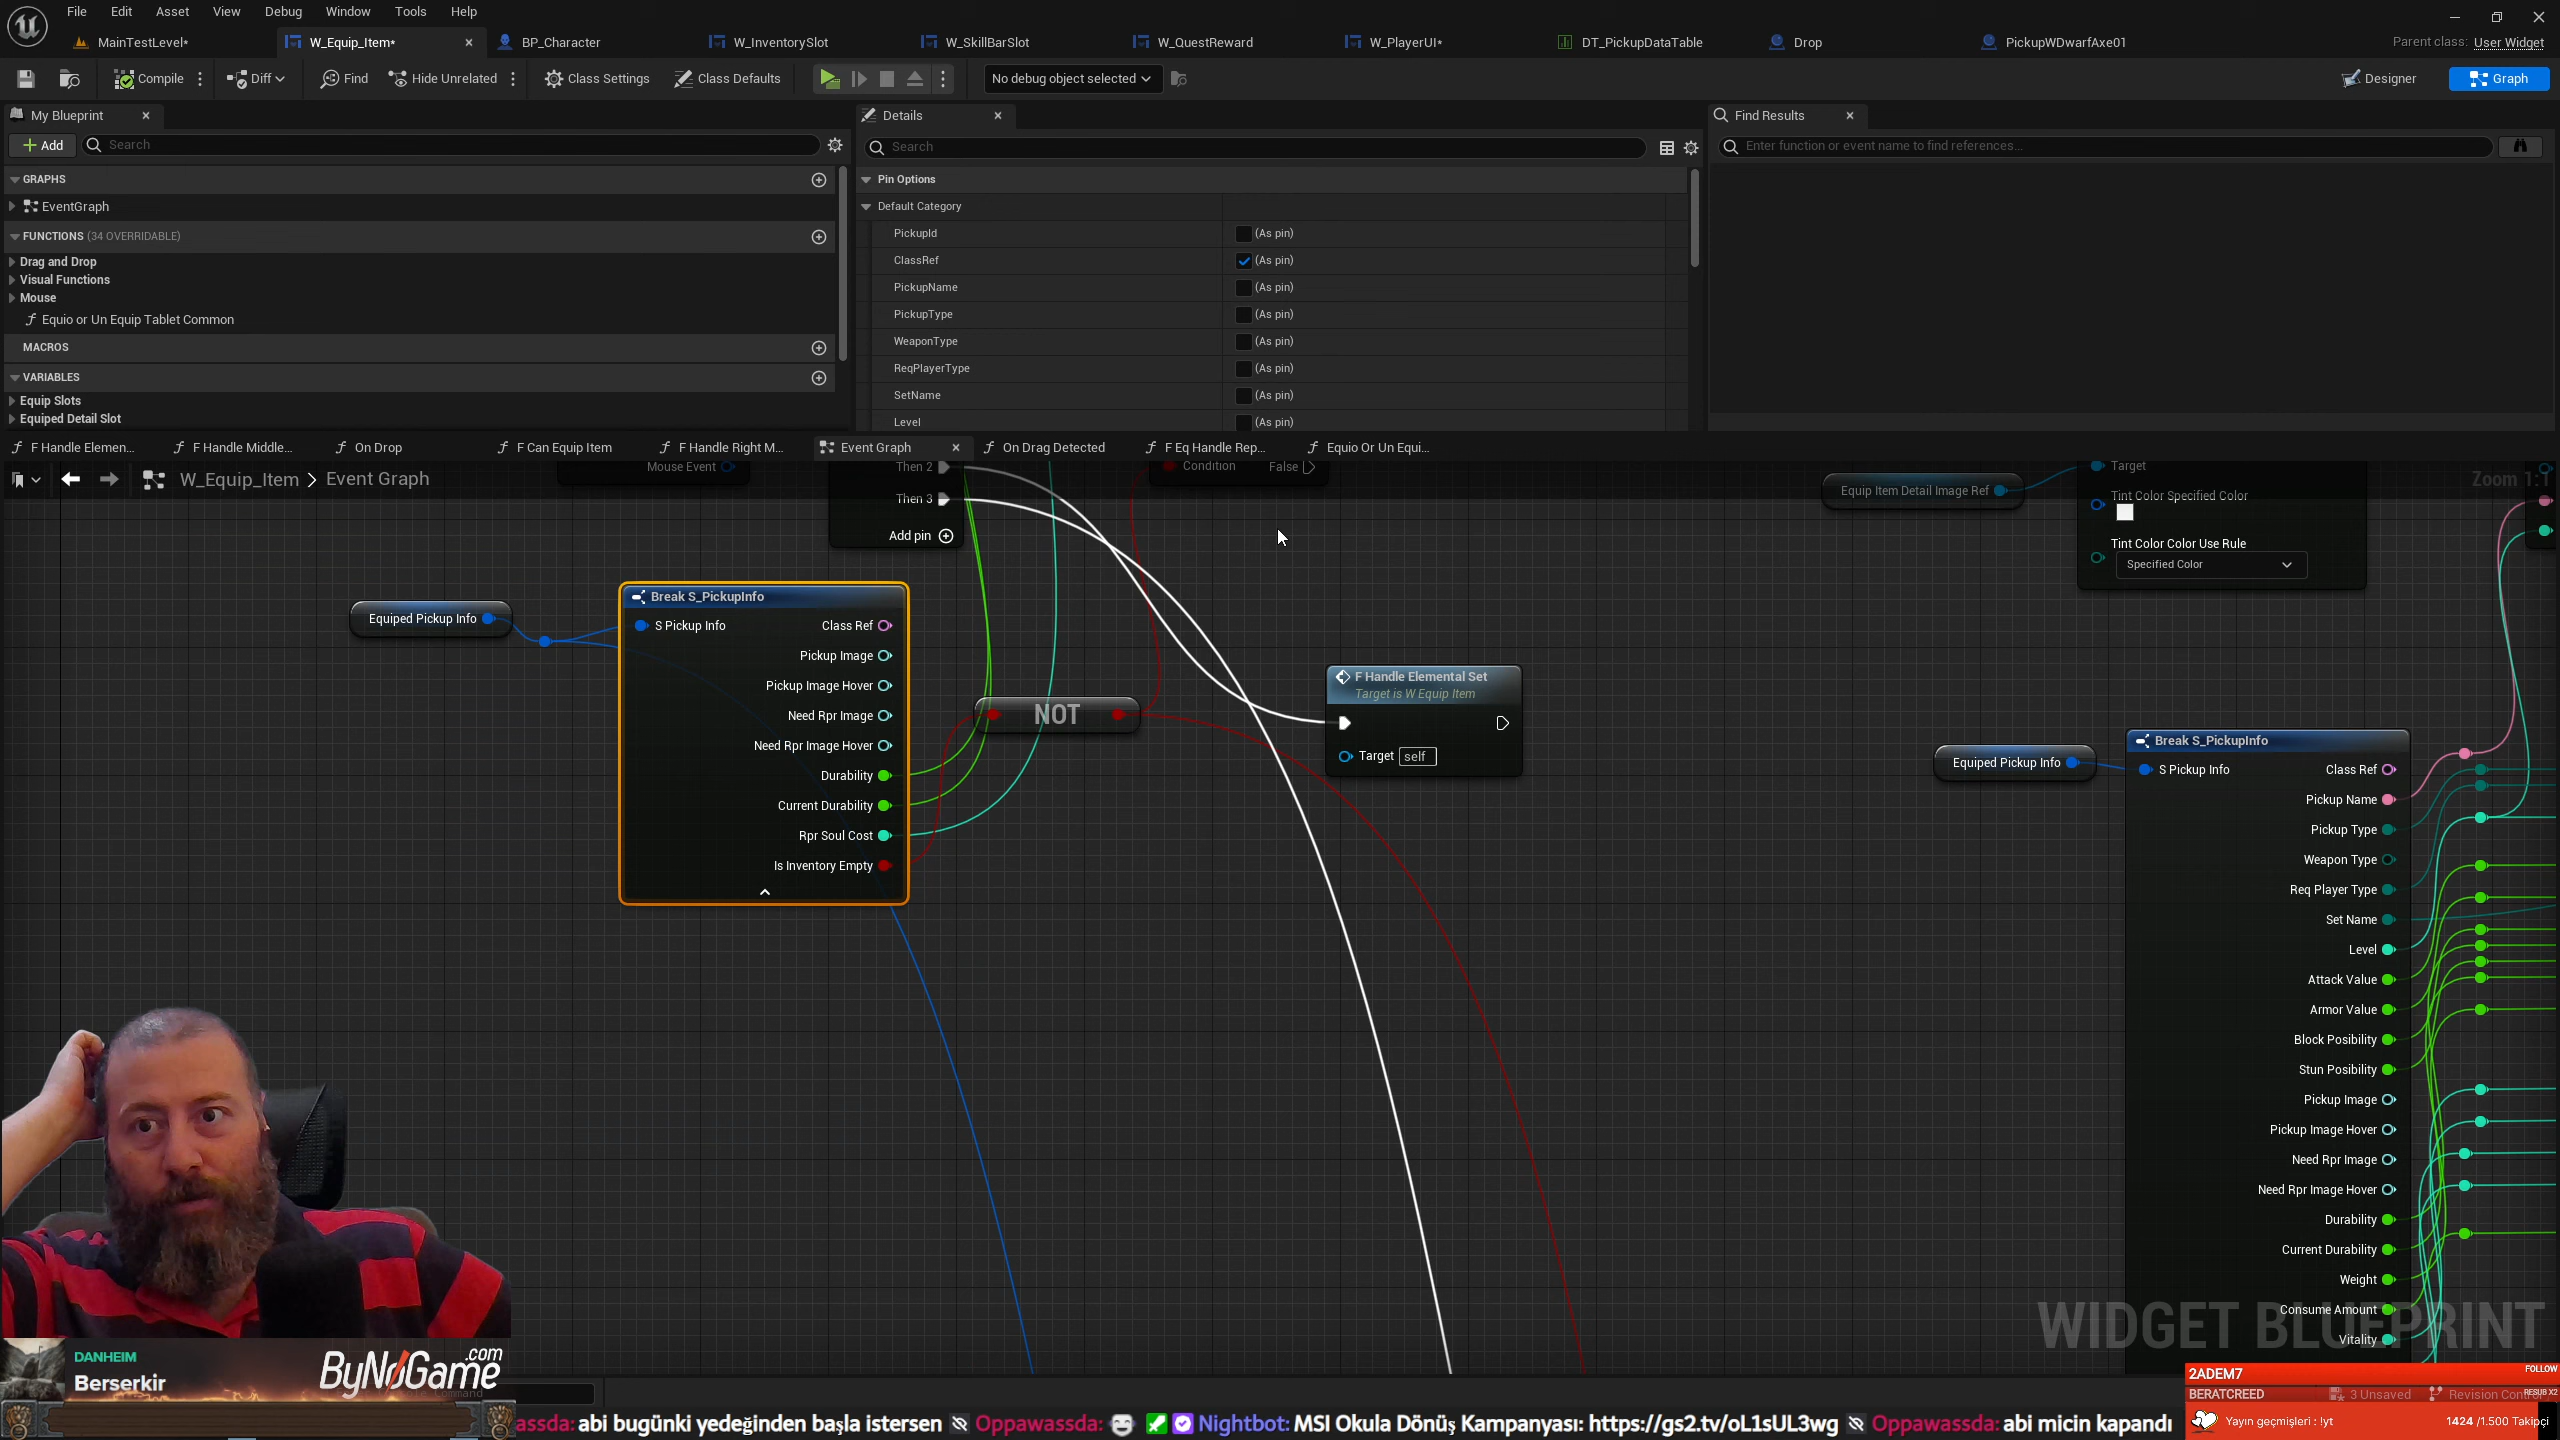 File Edit Asset View Debug Window Tools Help
MainTestLevel* W_Equip_Item* BP_Character W_InventorySlot W_SkillBarSlot W_QuestReward W_PlayerUI* DT_PickupDataTable Drop PickupWDwarfAxe01 Parent class: User Widget
Compile Diff Find Hide Unrelated Class Settings Class Defaults No debug object selected Designer Graph
My Blueprint Details Find Results
Add Search Search Enter function or event name to find references...
GRAPHS Pin Options
EventGraph Default Category
FUNCTIONS (34 OVERRIDABLE) PickupId (As pin)
Drag and Drop ClassRef (As pin)
Visual Functions PickupName (As pin)
Mouse PickupType (As pin)
Equio or Un Equip Tablet Common WeaponType (As pin)
MACROS ReqPlayerType (As pin)
VARIABLES SetName (As pin)
Equip Slots Level (As pin)
Equiped Detail Slot
F Handle Elemen... F Handle Middle... On Drop F Can Equip Item F Handle Right M... Event Graph On Drag Detected F Eq Handle Rep... Equio Or Un Equi...
W_Equip_Item > Event Graph
Zoom 1:1
Mouse Event
Then 2
Then 3
Add pin
Condition False
Equip Item Detail Image Ref
Target
Tint Color Specified Color
Tint Color Color Use Rule
Specified Color
Equiped Pickup Info
Break S_PickupInfo
S Pickup Info Class Ref
Pickup Image
Pickup Image Hover
Need Rpr Image
Need Rpr Image Hover
Durability
Current Durability
Rpr Soul Cost
Is Inventory Empty
NOT
F Handle Elemental Set
Target is W Equip Item
Target self
Equiped Pickup Info
Break S_PickupInfo
S Pickup Info Class Ref
Pickup Name
Pickup Type
Weapon Type
Req Player Type
Set Name
Level
Attack Value
Armor Value
Block Posibility
Stun Posibility
Pickup Image
Pickup Image Hover
Need Rpr Image
Need Rpr Image Hover
Durability
Current Durability
Weight
Consume Amount
Vitality
WIDGET BLUEPRINT
DANHEIM
Berserkir
ByNoGame.com
2ADEM7 FOLLOW
BERATCREED 3 Unsaved Revision RESUB X2
assda: abi bugünki yedeğinden başla istersen Oppawassda: Nightbot: MSI Okula Dönüş Kampanyası: https://gs2.tv/oL1sUL3wg Oppawassda: abi micin kapandı
Yayın geçmişleri : !yt 1424 /1.500 Takipçi